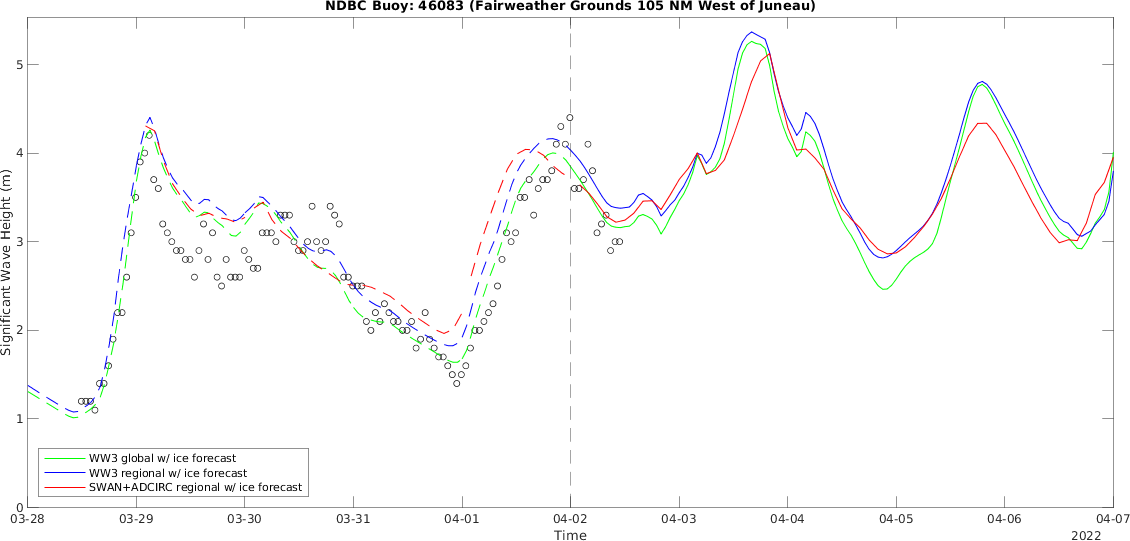 NDBC Buoy: 46083 (Fairweather Grounds 105 NM West of Juneau)
Significant Wave Height (m)
5
4
3
2
1
0
WW3 global w/ ice forecast
WW3 regional w/ ice forecast
SWAN+ADCIRC regional w/ ice forecast
03-28 03-29 03-30 03-31 04-01 04-02 04-03 04-04 04-05 04-06 04-07
Time
2022